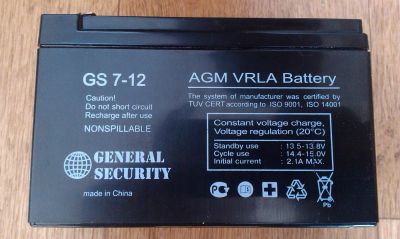 GS 7-12
AGM VRLA Battery
Caution!
Do not short circuit
Recharge after use
NONSPILLABLE
The system of manufacturer was certified by
TUV CERT according to ISO 9001, ISO 14001
Constant voltage charge,
Voltage regulation (20°C)
Standby use : 13.5-13.8V
Cycle use : 14.4-15.0V
Initial current : 2.1A MAX.
GENERAL
SECURITY
made in China
Pb